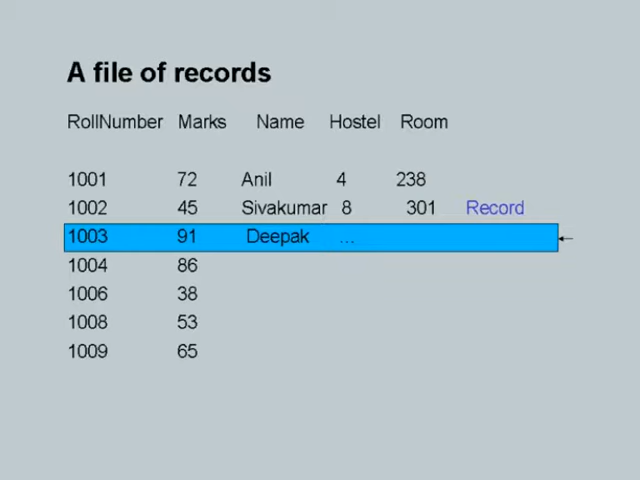 A file of records
RollNumber Marks Name Hostel Room
1001 72 Anil 4 238
1002 45 Sivakumar 8 301 Record
1003 91 Deepak ...
1004 86
1006 38
1008 53
1009 65